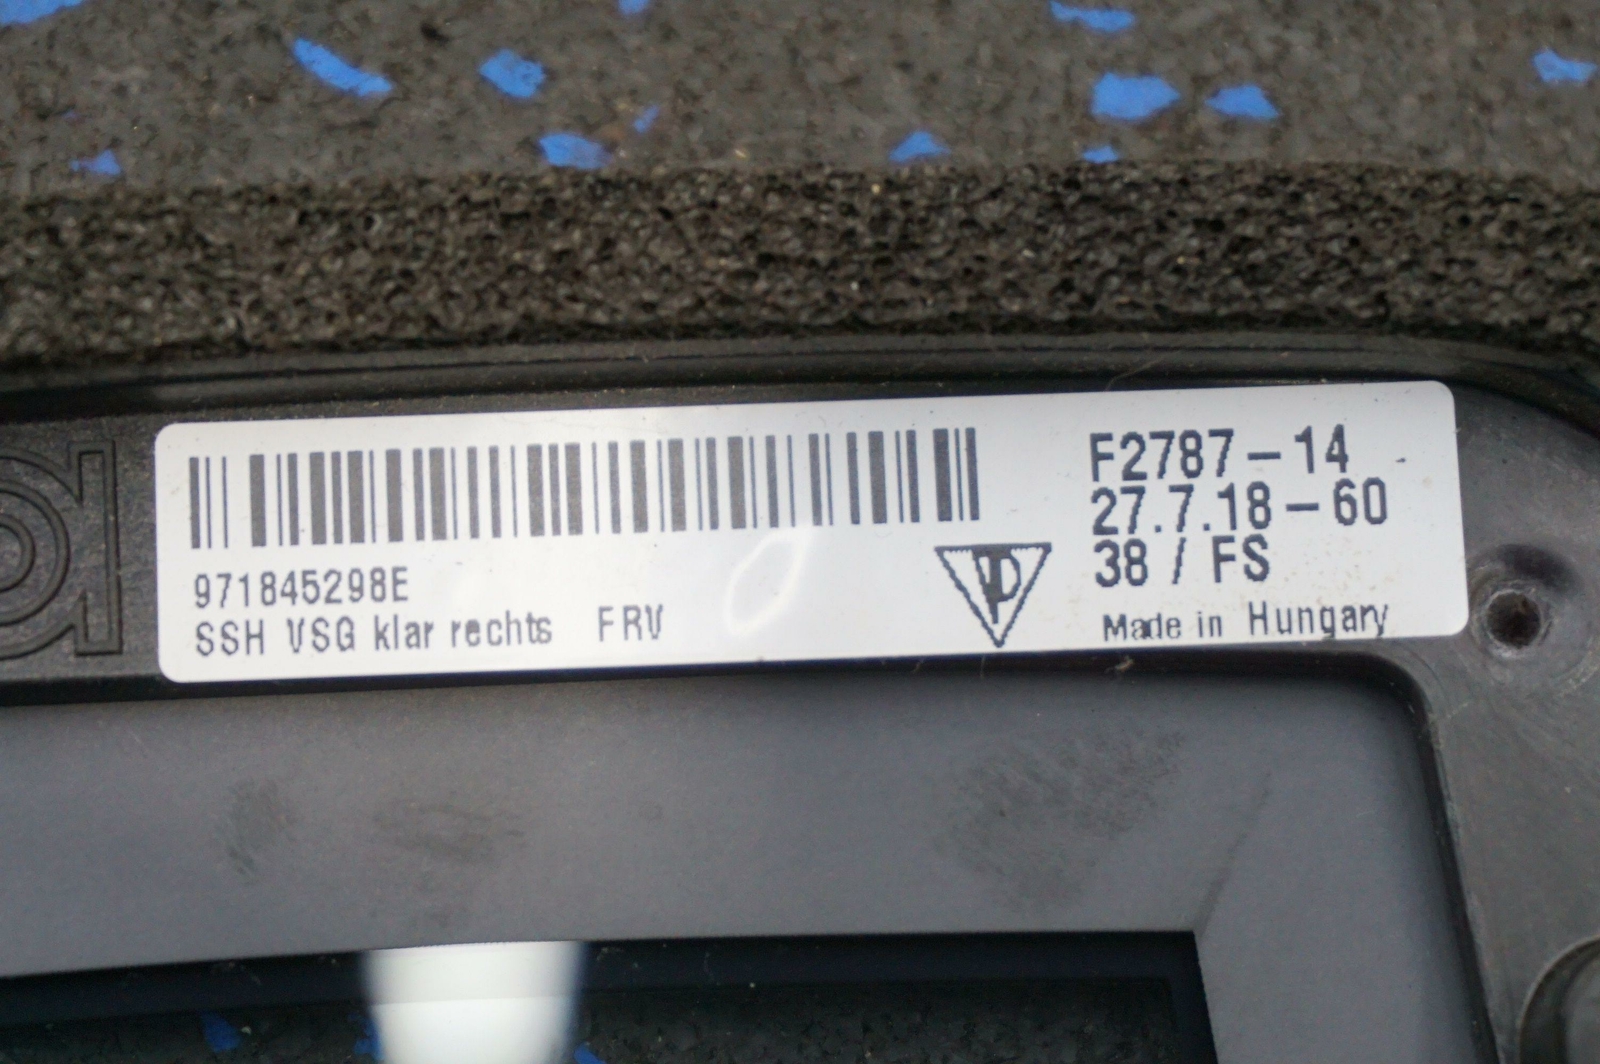 F2787-14
27.7.18-60
38 / FS
971845298E
SSH VSG klar rechts FRV
Made in Hungary